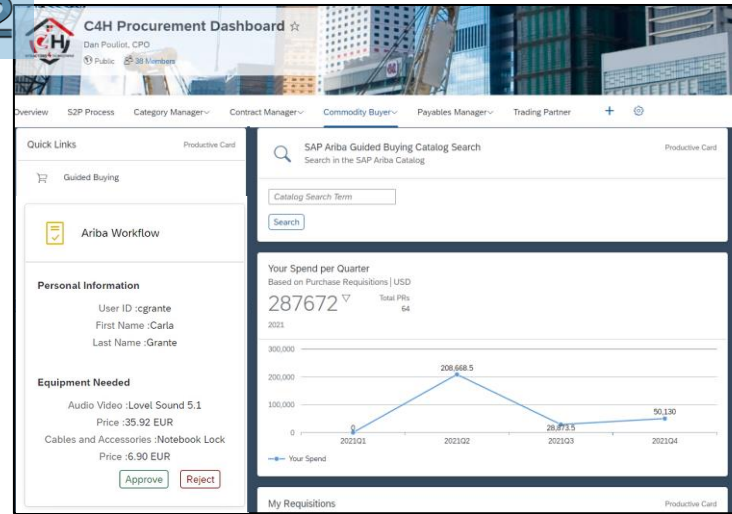 C4H Procurement Dashboard ☆
Dan Pouliot, CPO
Public 38 Members
C4H
Overview S2P Process Category Manager Contract Manager Commodity Buyer Payables Manager Trading Partner +
Quick Links Productive Card
Guided Buying
Ariba Workflow
Personal Information
User ID :cgrante
First Name :Carla
Last Name :Grante
Equipment Needed
Audio Video :Lovel Sound 5.1
Price :35.92 EUR
Cables and Accessories :Notebook Lock
Price :6.90 EUR
Approve Reject
SAP Ariba Guided Buying Catalog Search Productive Card
Search in the SAP Ariba Catalog
Catalog Search Term
Search
Your Spend per Quarter
Based on Purchase Requisitions | USD
287672 Total PRs
64
2021
300,000
200,000
100,000
0
208,668.5
0
28,873.5
50,130
2021Q1 2021Q2 2021Q3 2021Q4
Your Spend
My Requisitions Productive Card